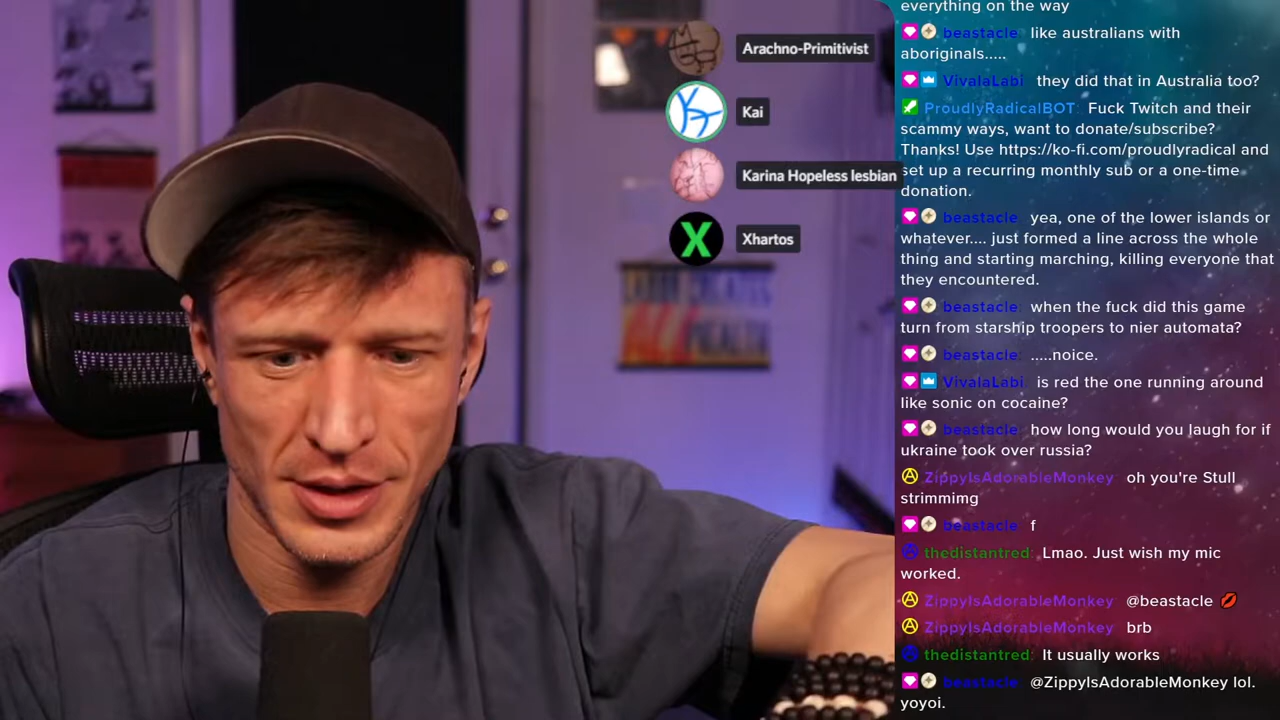 Arachno-Primitivist
Kai
Karina Hopeless lesbian
X
Xhartos
everything on the way
beastacle: like australians with
aboriginals.....
VivalaLabi they did that in Australia too?
ProudlyRadicalBOT: Fuck Twitch and their
scammy ways, want to donate/subscribe?
Thanks! Use https://ko-fi.com/proudlyradical and
set up a recurring monthly sub or a one-time
donation.
beastacle: yea, one of the lower islands or
whatever.... just formed a line across the whole
thing and starting marching, killing everyone that
they encountered.
beastacle: when the fuck did this game
turn from starship troopers to nier automata?
beastacle: .....noice.
VivalaLabi: is red the one running around
like sonic on cocaine?
beastacle: how long would you laugh for if
ukraine took over russia?
ZippyIsAdorableMonkey: oh you're Stull
strimmimg
beastacle: f
thedistantred: Lmao. Just wish my mic
worked.
ZippyIsAdorableMonkey: @beastacle 💋
ZippyIsAdorableMonkey: brb
thedistantred: It usually works
beastacle: @ZippyIsAdorableMonkey lol.
yoyoi.